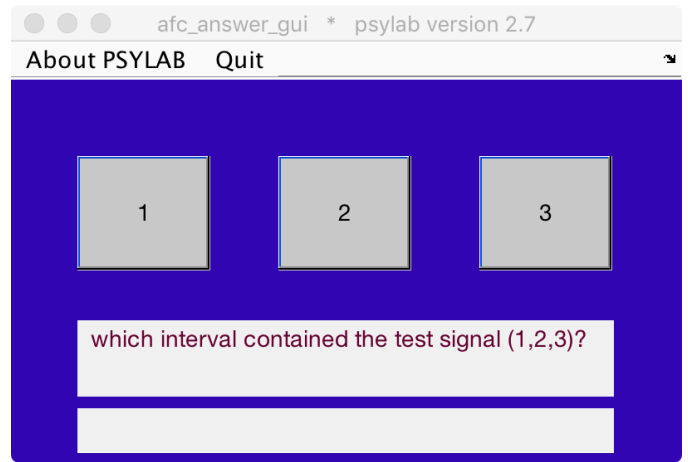 afc_answer_gui * psylab version 2.7
About PSYLAB Quit
1 2 3
which interval contained the test signal (1,2,3)?